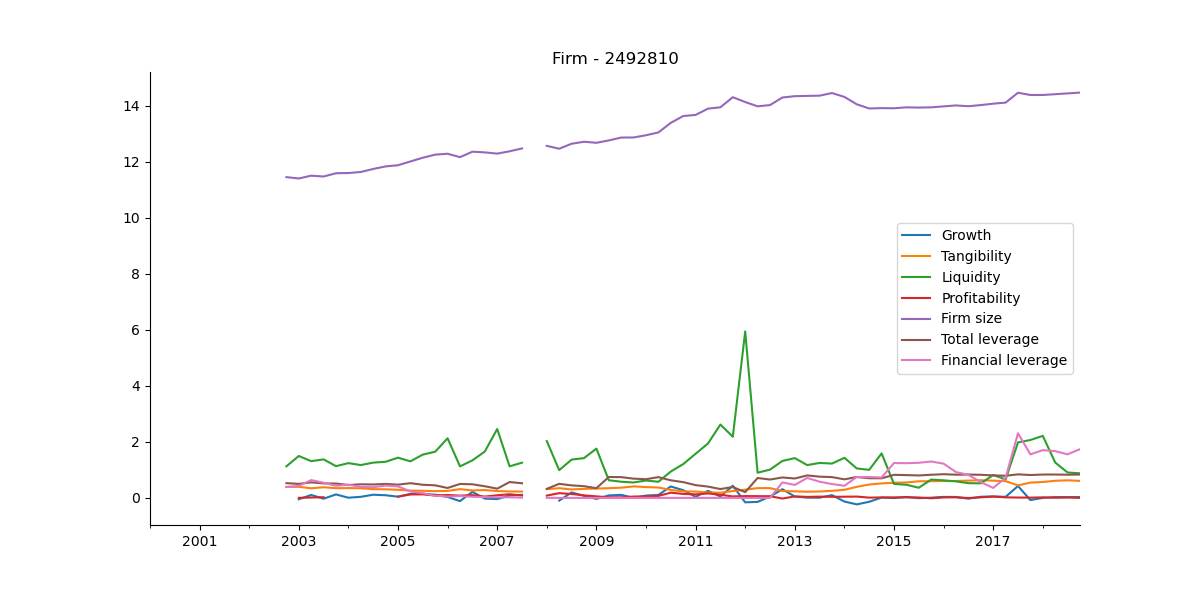 Firm - 2492810
14
12
10
8
6
4
2
0
Growth
Tangibility
Liquidity
Profitability
Firm size
Total leverage
Financial leverage
2001 2003 2005 2007 2009 2011 2013 2015 2017